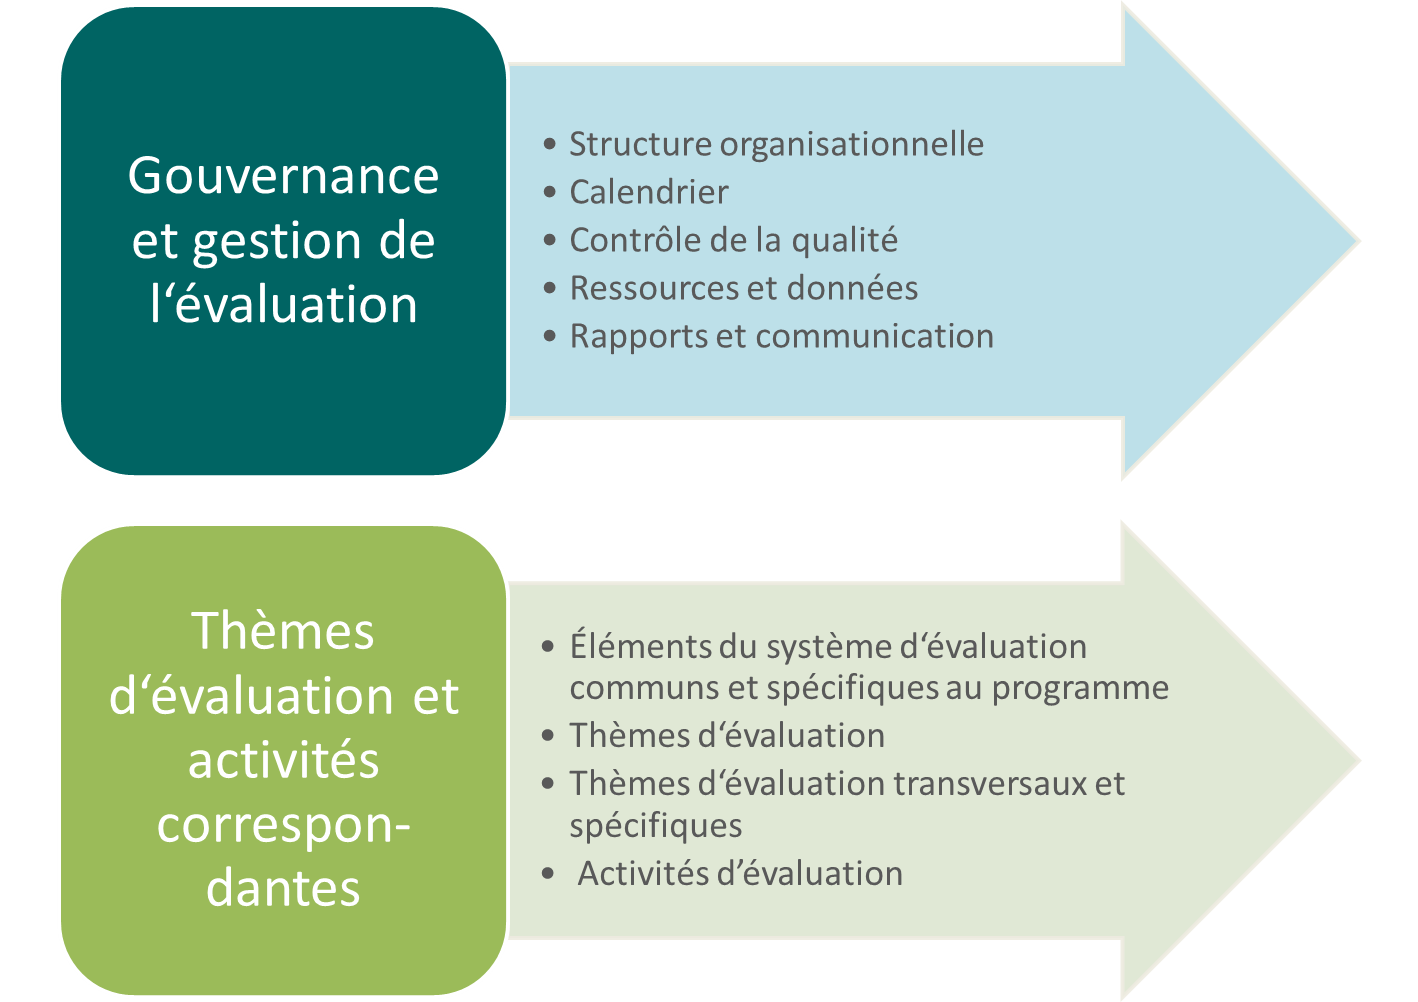 Gouvernance
et gestion de
l‘évaluation
• Structure organisationnelle
• Calendrier
• Contrôle de la qualité
• Ressources et données
• Rapports et communication
Thèmes
d‘évaluation et
activités
correspon-
dantes
• Éléments du système d‘évaluation
communs et spécifiques au programme
• Thèmes d‘évaluation
• Thèmes d‘évaluation transversaux et
spécifiques
• Activités d’évaluation